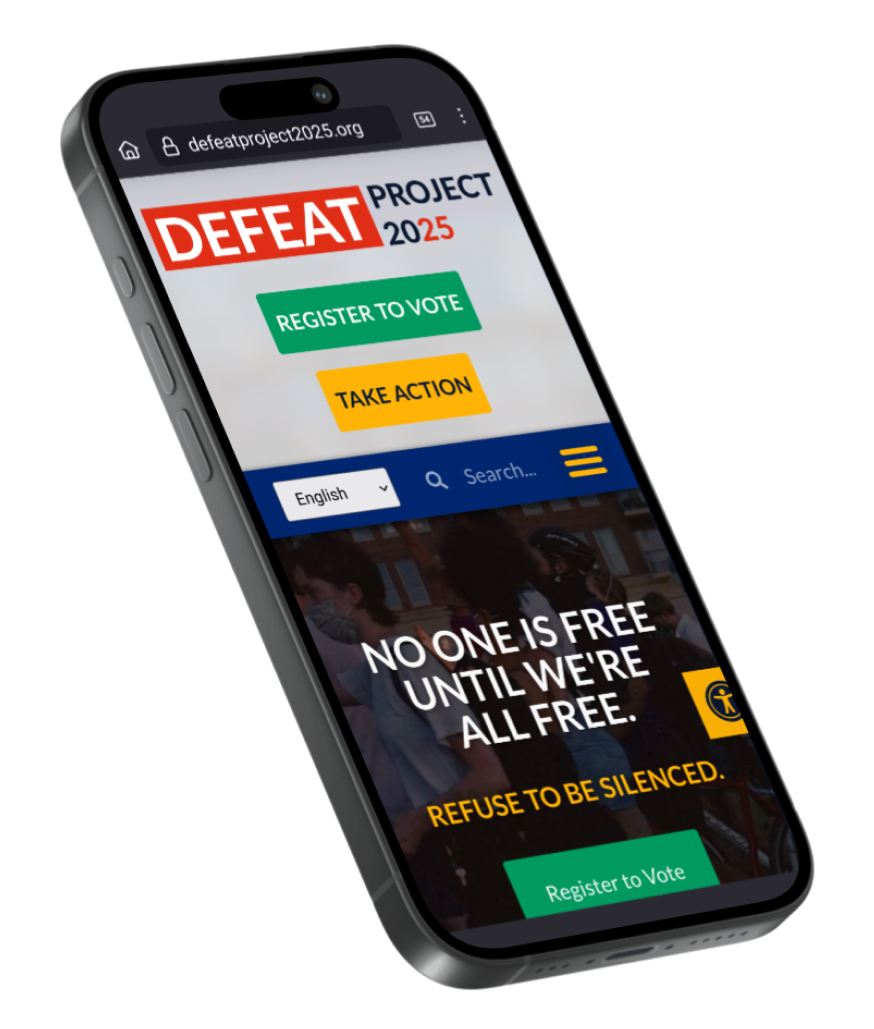 defeatproject2025.org
54
DEFEAT
PROJECT
2025
REGISTER TO VOTE
TAKE ACTION
English
Search...
NO ONE IS FREE
UNTIL WE'RE
ALL FREE.
REFUSE TO BE SILENCED.
Register to Vote